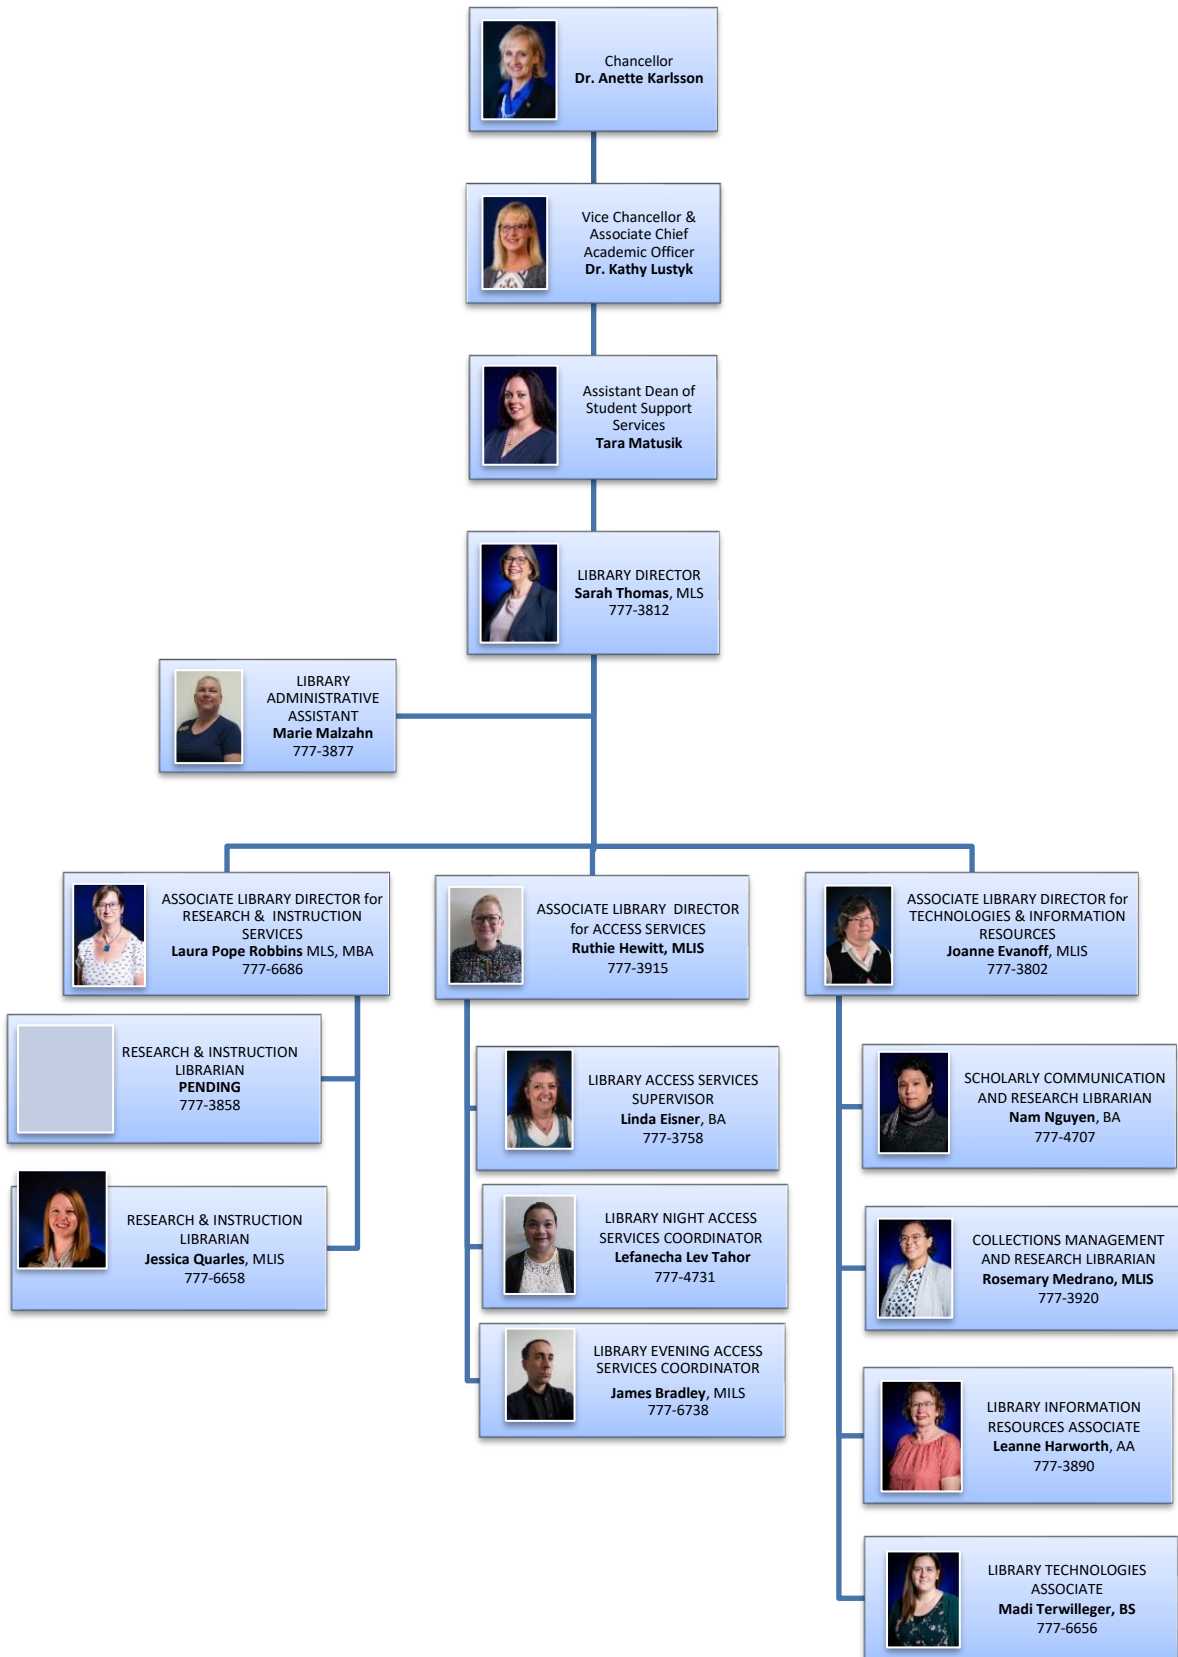 Chancellor
Dr. Anette Karlsson
Vice Chancellor &
Associate Chief
Academic Officer
Dr. Kathy Lustyk
Assistant Dean of
Student Support
Services
Tara Matusik
LIBRARY DIRECTOR
Sarah Thomas, MLS
777-3812
LIBRARY
ADMINISTRATIVE
ASSISTANT
Marie Malzahn
777-3877
ASSOCIATE LIBRARY DIRECTOR for
RESEARCH & INSTRUCTION
SERVICES
Laura Pope Robbins MLS, MBA
777-6686
RESEARCH & INSTRUCTION
LIBRARIAN
PENDING
777-3858
RESEARCH & INSTRUCTION
LIBRARIAN
Jessica Quarles, MLIS
777-6658
ASSOCIATE LIBRARY DIRECTOR
for ACCESS SERVICES
Ruthie Hewitt, MLIS
777-3915
LIBRARY ACCESS SERVICES
SUPERVISOR
Linda Eisner, BA
777-3758
LIBRARY NIGHT ACCESS
SERVICES COORDINATOR
Lefanecha Lev Tahor
777-4731
LIBRARY EVENING ACCESS
SERVICES COORDINATOR
James Bradley, MILS
777-6738
ASSOCIATE LIBRARY DIRECTOR for
TECHNOLOGIES & INFORMATION
RESOURCES
Joanne Evanoff, MLIS
777-3802
SCHOLARLY COMMUNICATION
AND RESEARCH LIBRARIAN
Nam Nguyen, BA
777-4707
COLLECTIONS MANAGEMENT
AND RESEARCH LIBRARIAN
Rosemary Medrano, MLIS
777-3920
LIBRARY INFORMATION
RESOURCES ASSOCIATE
Leanne Harworth, AA
777-3890
LIBRARY TECHNOLOGIES
ASSOCIATE
Madi Terwilleger, BS
777-6656